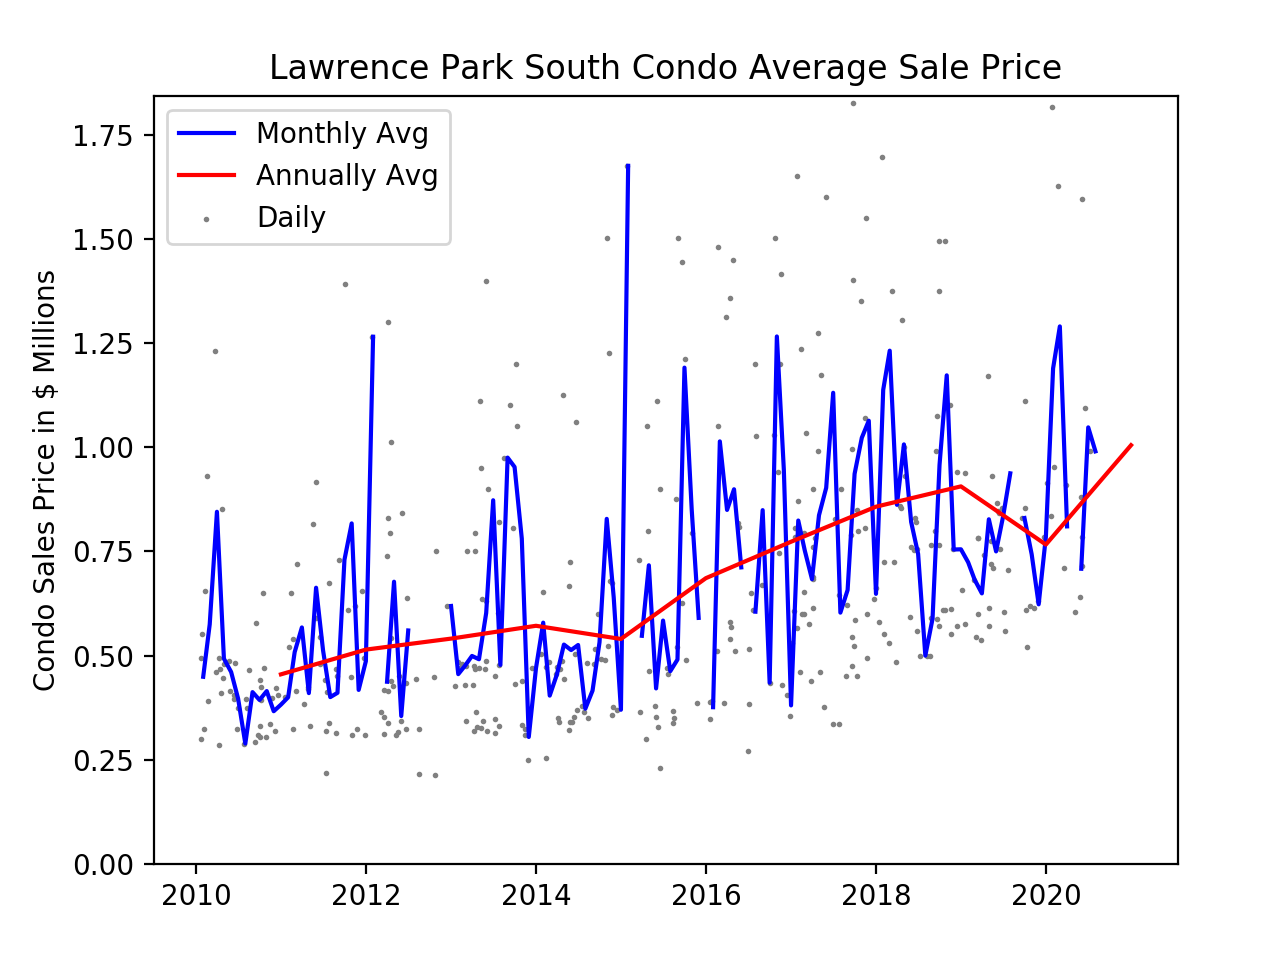 Lawrence Park South Condo Average Sale Price
Monthly Avg
Annually Avg
Daily
Condo Sales Price in $ Millions
1.75
1.50
1.25
1.00
0.75
0.50
0.25
0.00
2010 2012 2014 2016 2018 2020